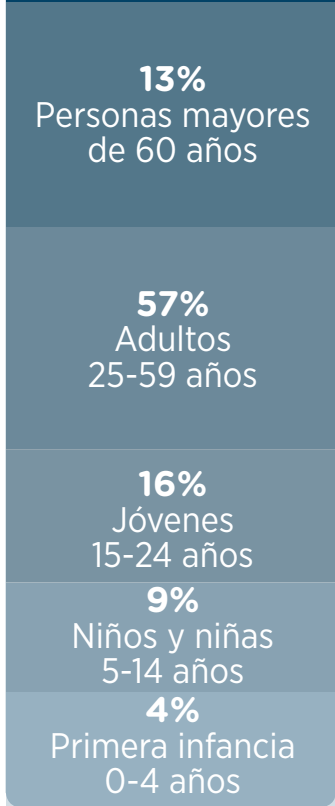 13%
Personas mayores
de 60 años
57%
Adultos
25-59 años
16%
Jóvenes
15-24 años
9%
Niños y niñas
5-14 años
4%
Primera infancia
0-4 años